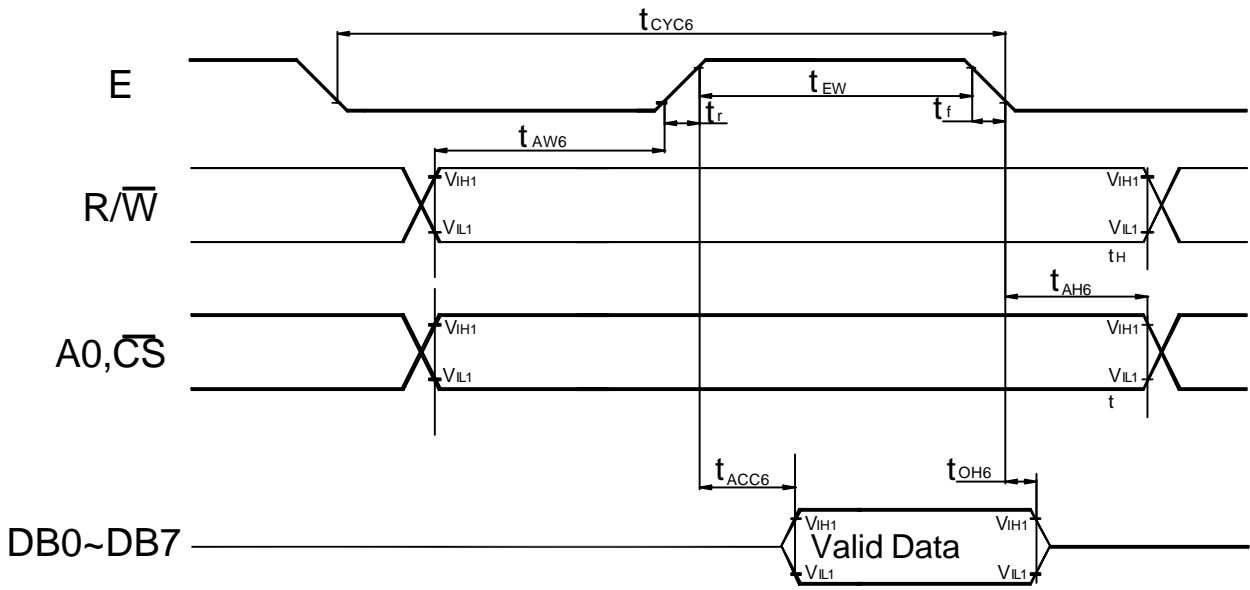 tCYC6
E
tEW
tr
tf
tAW6
R/W̅
VIH1
VIH1
VIL1
VIL1
tH
tAH6
A0,C̅S̅
VIH1
VIH1
VIL1
VIL1
t
tACC6
tOH6
DB0~DB7
VIH1
VIH1
Valid Data
VIL1
VIL1